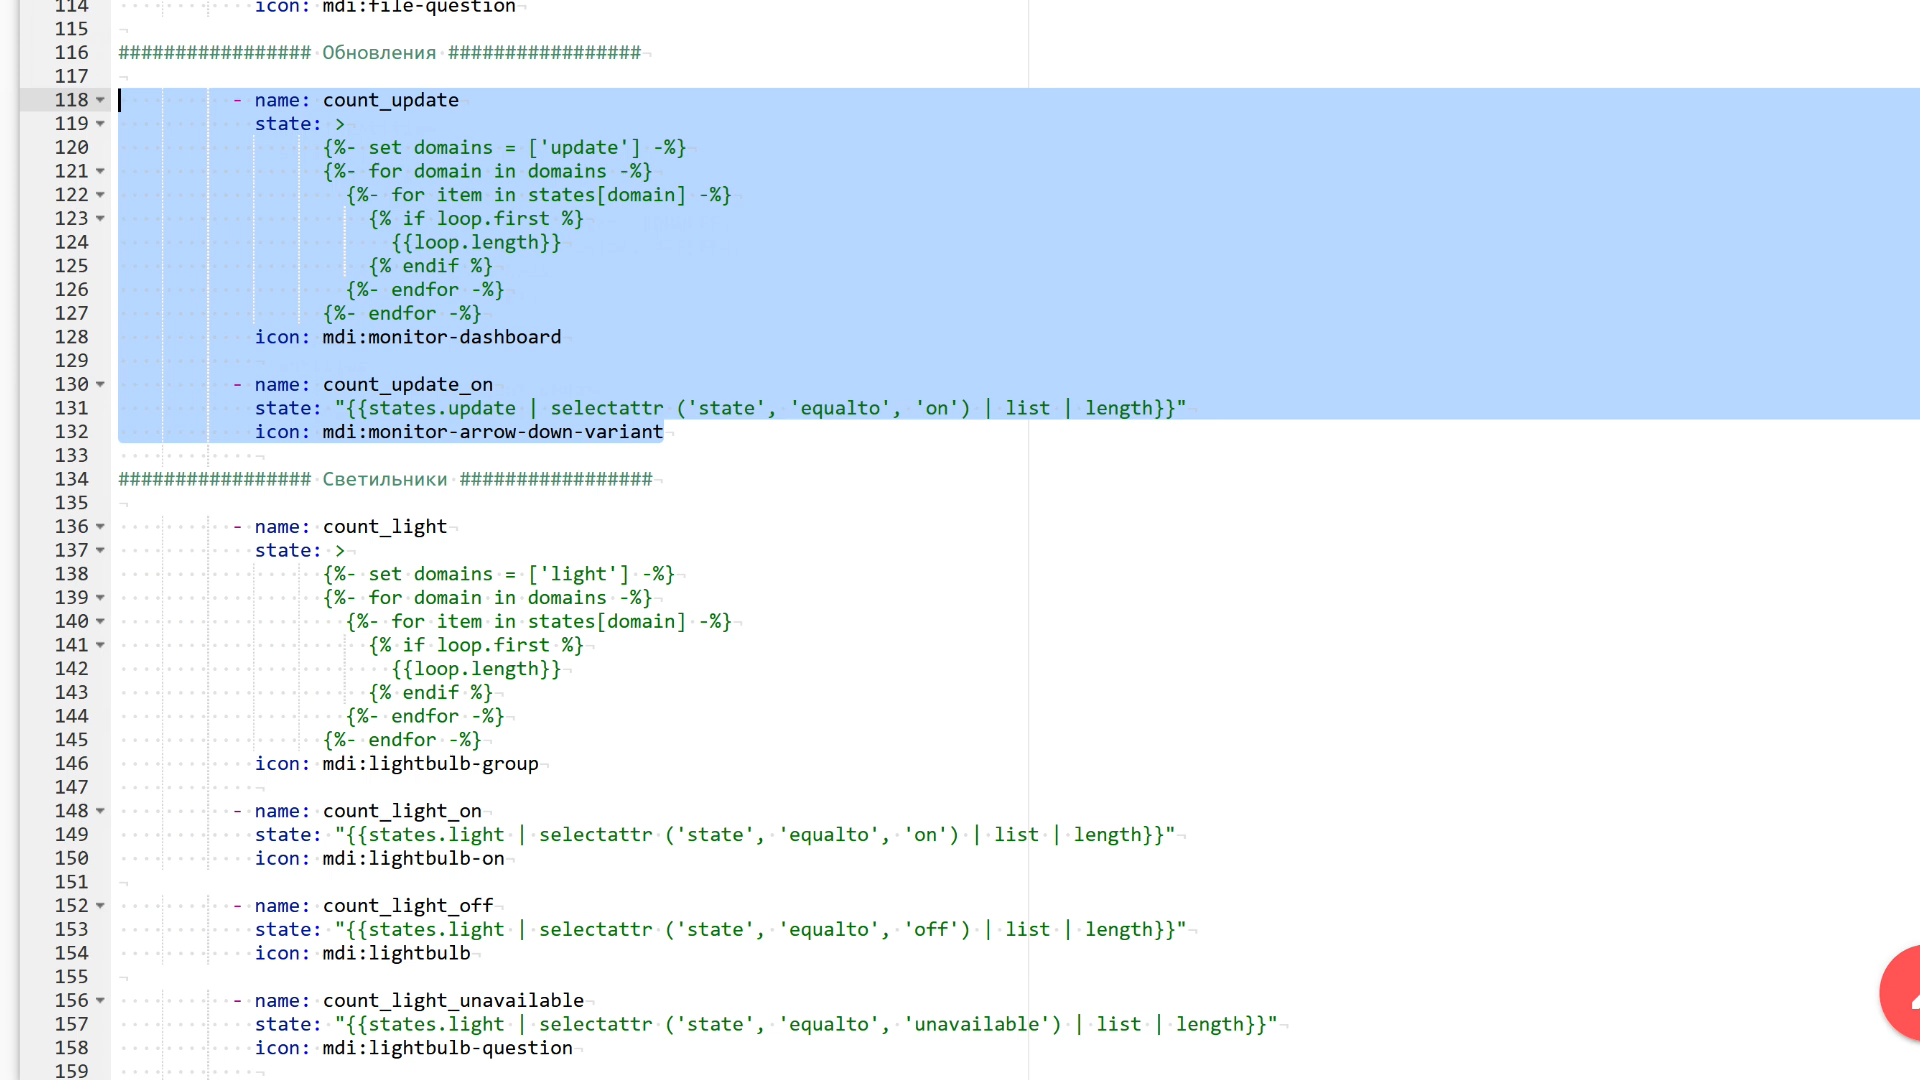 114 icon: mdi:file-question
115
116 ################# Обновления #################
117
118 - name: count_update
119 state: >
120 {%- set domains = ['update'] -%}
121 {%- for domain in domains -%}
122 {%- for item in states[domain] -%}
123 {% if loop.first %}
124 {{loop.length}}
125 {% endif %}
126 {%- endfor -%}
127 {%- endfor -%}
128 icon: mdi:monitor-dashboard
129
130 - name: count_update_on
131 state: "{{states.update | selectattr ('state', 'equalto', 'on') | list | length}}"
132 icon: mdi:monitor-arrow-down-variant
133
134 ################# Светильники #################
135
136 - name: count_light
137 state: >
138 {%- set domains = ['light'] -%}
139 {%- for domain in domains -%}
140 {%- for item in states[domain] -%}
141 {% if loop.first %}
142 {{loop.length}}
143 {% endif %}
144 {%- endfor -%}
145 {%- endfor -%}
146 icon: mdi:lightbulb-group
147
148 - name: count_light_on
149 state: "{{states.light | selectattr ('state', 'equalto', 'on') | list | length}}"
150 icon: mdi:lightbulb-on
151
152 - name: count_light_off
153 state: "{{states.light | selectattr ('state', 'equalto', 'off') | list | length}}"
154 icon: mdi:lightbulb
155
156 - name: count_light_unavailable
157 state: "{{states.light | selectattr ('state', 'equalto', 'unavailable') | list | length}}"
158 icon: mdi:lightbulb-question
159